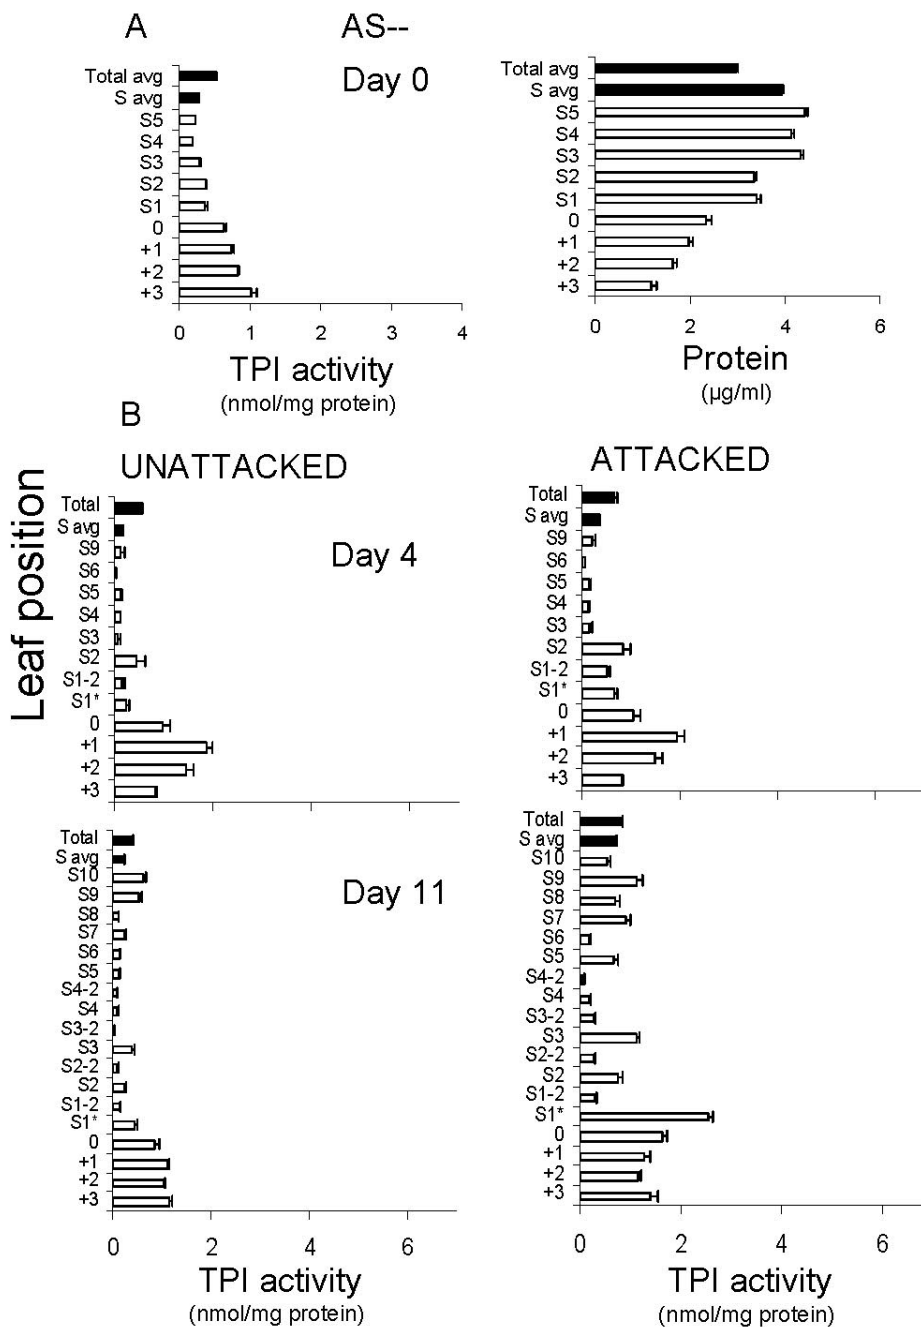 A
AS--
Day 0
Total avg
S avg
S5
S4
S3
S2
S1
0
+1
+2
+3
0
1
2
3
4
TPI activity
(nmol/mg protein)
Total avg
S avg
S5
S4
S3
S2
S1
0
+1
+2
+3
0
2
4
6
Protein
(µg/ml)
B
Leaf position
UNATTACKED
Day 4
Total
S avg
S9
S6
S5
S4
S3
S2
S1-2
S1*
0
+1
+2
+3
ATTACKED
Total
S avg
S9
S6
S5
S4
S3
S2
S1-2
S1*
0
+1
+2
+3
Day 11
Total
S avg
S10
S9
S8
S7
S6
S5
S4-2
S4
S3-2
S3
S2-2
S2
S1-2
S1*
0
+1
+2
+3
0
2
4
6
TPI activity
(nmol/mg protein)
Total
S avg
S10
S9
S8
S7
S6
S5
S4-2
S4
S3-2
S3
S2-2
S2
S1-2
S1*
0
+1
+2
+3
0
2
4
6
TPI activity
(nmol/mg protein)